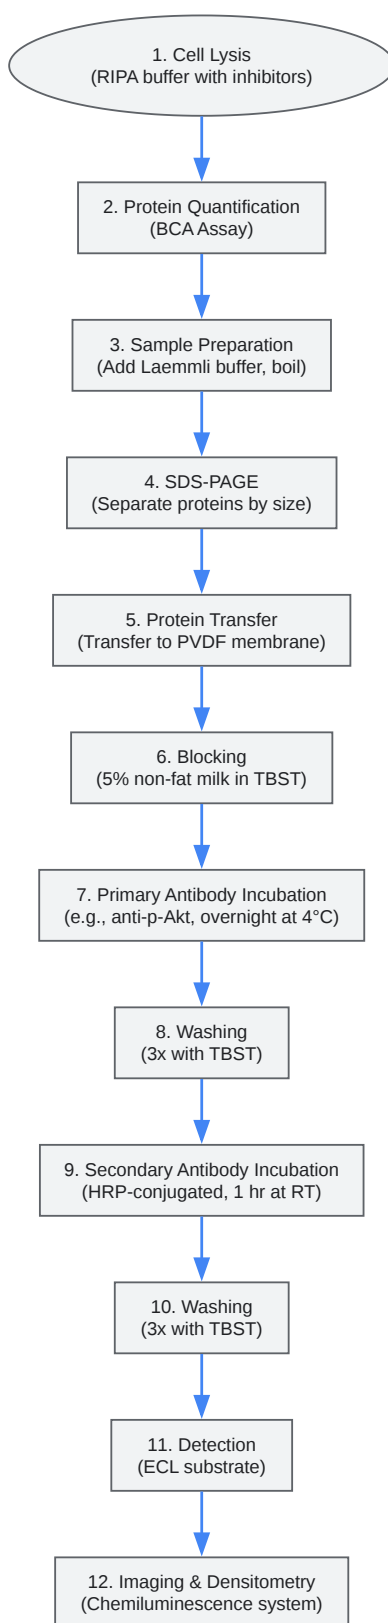 1. Cell Lysis
(RIPA buffer with inhibitors)
2. Protein Quantification
(BCA Assay)
3. Sample Preparation
(Add Laemmli buffer, boil)
4. SDS-PAGE
(Separate proteins by size)
5. Protein Transfer
(Transfer to PVDF membrane)
6. Blocking
(5% non-fat milk in TBST)
7. Primary Antibody Incubation
(e.g., anti-p-Akt, overnight at 4°C)
8. Washing
(3x with TBST)
9. Secondary Antibody Incubation
(HRP-conjugated, 1 hr at RT)
10. Washing
(3x with TBST)
11. Detection
(ECL substrate)
12. Imaging & Densitometry
(Chemiluminescence system)